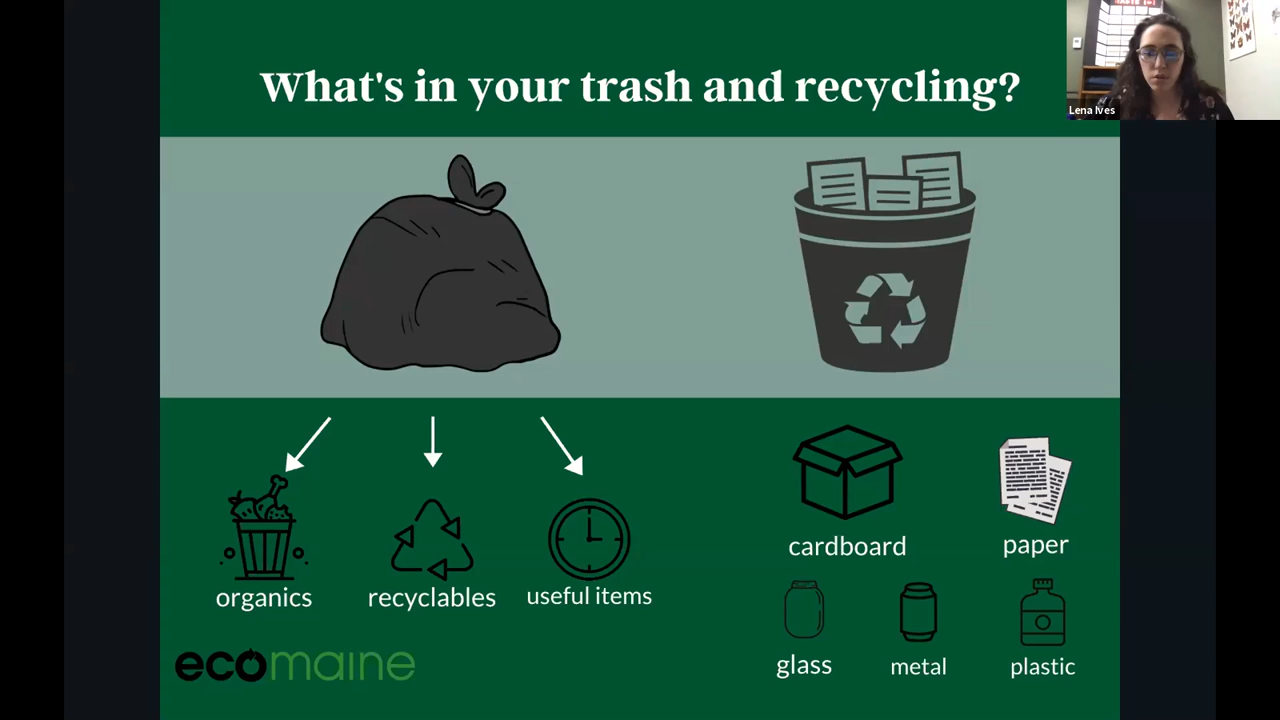 What's in your trash and recycling?
Lena Ives
organics
recyclables
useful items
cardboard
paper
glass
metal
plastic
ecomaine